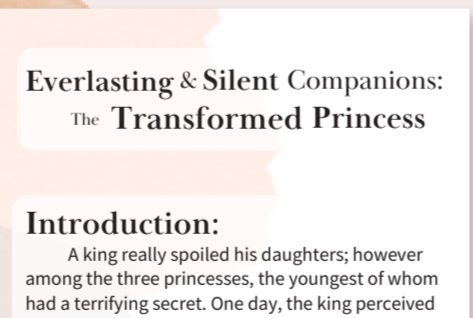 Everlasting & Silent Companions:
The Transformed Princess
Introduction:
A king really spoiled his daughters; however
among the three princesses, the youngest of whom
had a terrifying secret. One day, the king perceived